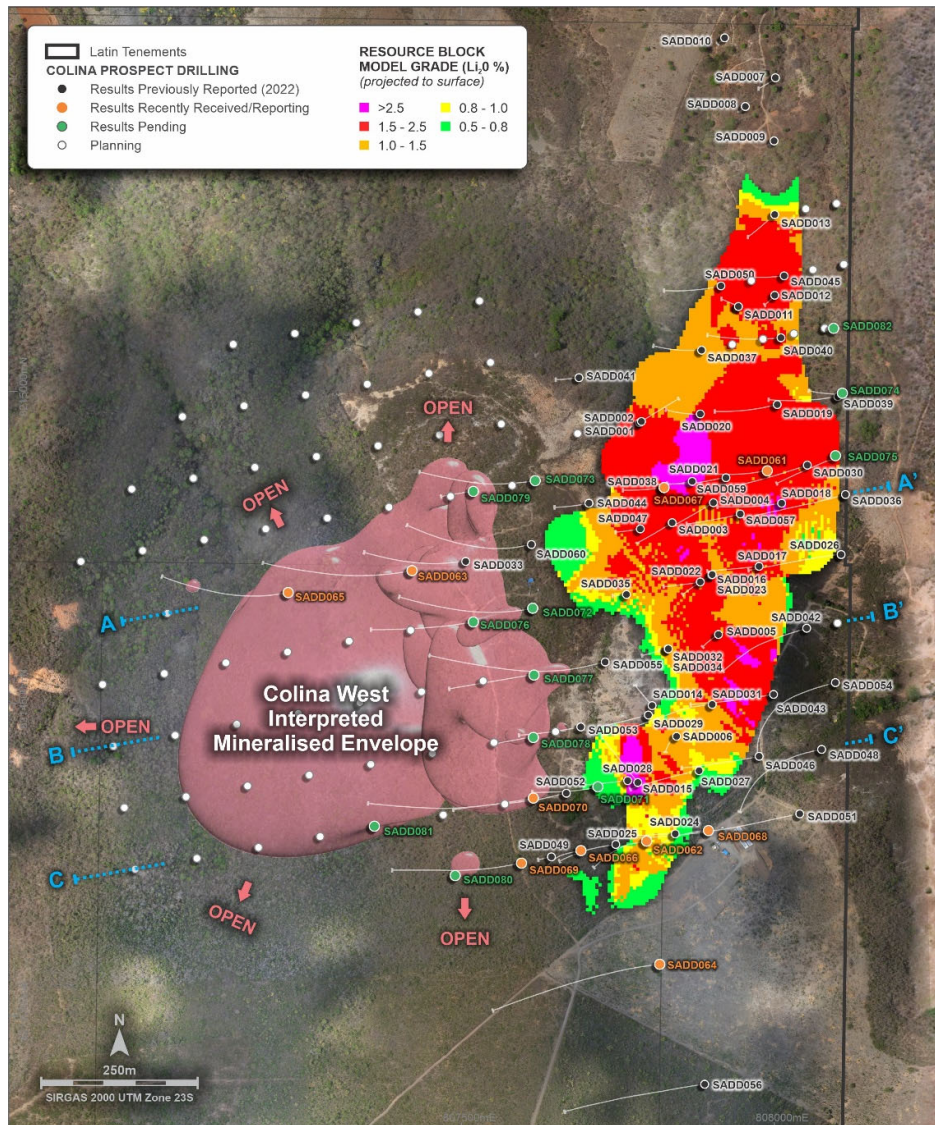 Latin Tenements
COLINA PROSPECT DRILLING
Results Previously Reported (2022)
Results Recently Received/Reporting
Results Pending
Planning
RESOURCE BLOCK
MODEL GRADE (Li₂0 %)
(projected to surface)
>2.5
0.8 - 1.0
1.5 - 2.5
0.5 - 0.8
1.0 - 1.5
SADD010
SADD007
SADD008
SADD009
SADD013
SADD050
SADD045
SADD012
SADD011
SADD082
SADD040
SADD037
SADD041
SADD074
SADD039
SADD019
OPEN
SADD002
SADD020
SADD001
SADD075
SADD061
SADD021
SADD030
SADD073
SADD038
SADD059
A'
SADD079
SADD067
SADD018
SADD036
OPEN
SADD044
SADD004
SADD047
SADD003
SADD057
SADD060
SADD017
SADD026
SADD033
SADD063
SADD022
SADD016
SADD065
SADD035
SADD023
A
SADD072
SADD042
B'
SADD076
SADD005
SADD032
SADD055
SADD034
SADD077
SADD054
Colina West
Interpreted
Mineralised Envelope
SADD014
SADD031
SADD043
OPEN
SADD029
SADD053
B
SADD078
SADD006
C'
SADD048
SADD046
SADD028
SADD027
SADD052
SADD015
SADD071
SADD070
SADD051
SADD081
SADD024
SADD068
SADD025
SADD062
SADD049
SADD066
C
SADD069
SADD080
OPEN
OPEN
SADD064
N
250m
SIRGAS 2000 UTM Zone 23S
SADD056
808000mE